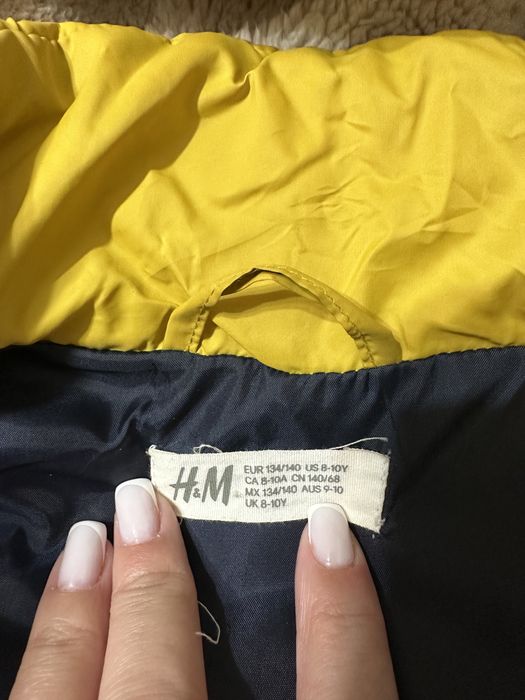 H&M
EUR 134/140 US 8-10Y
CA 8-10A CN 140/68
MX 134/140 AUS 9-10
UK 8-10Y